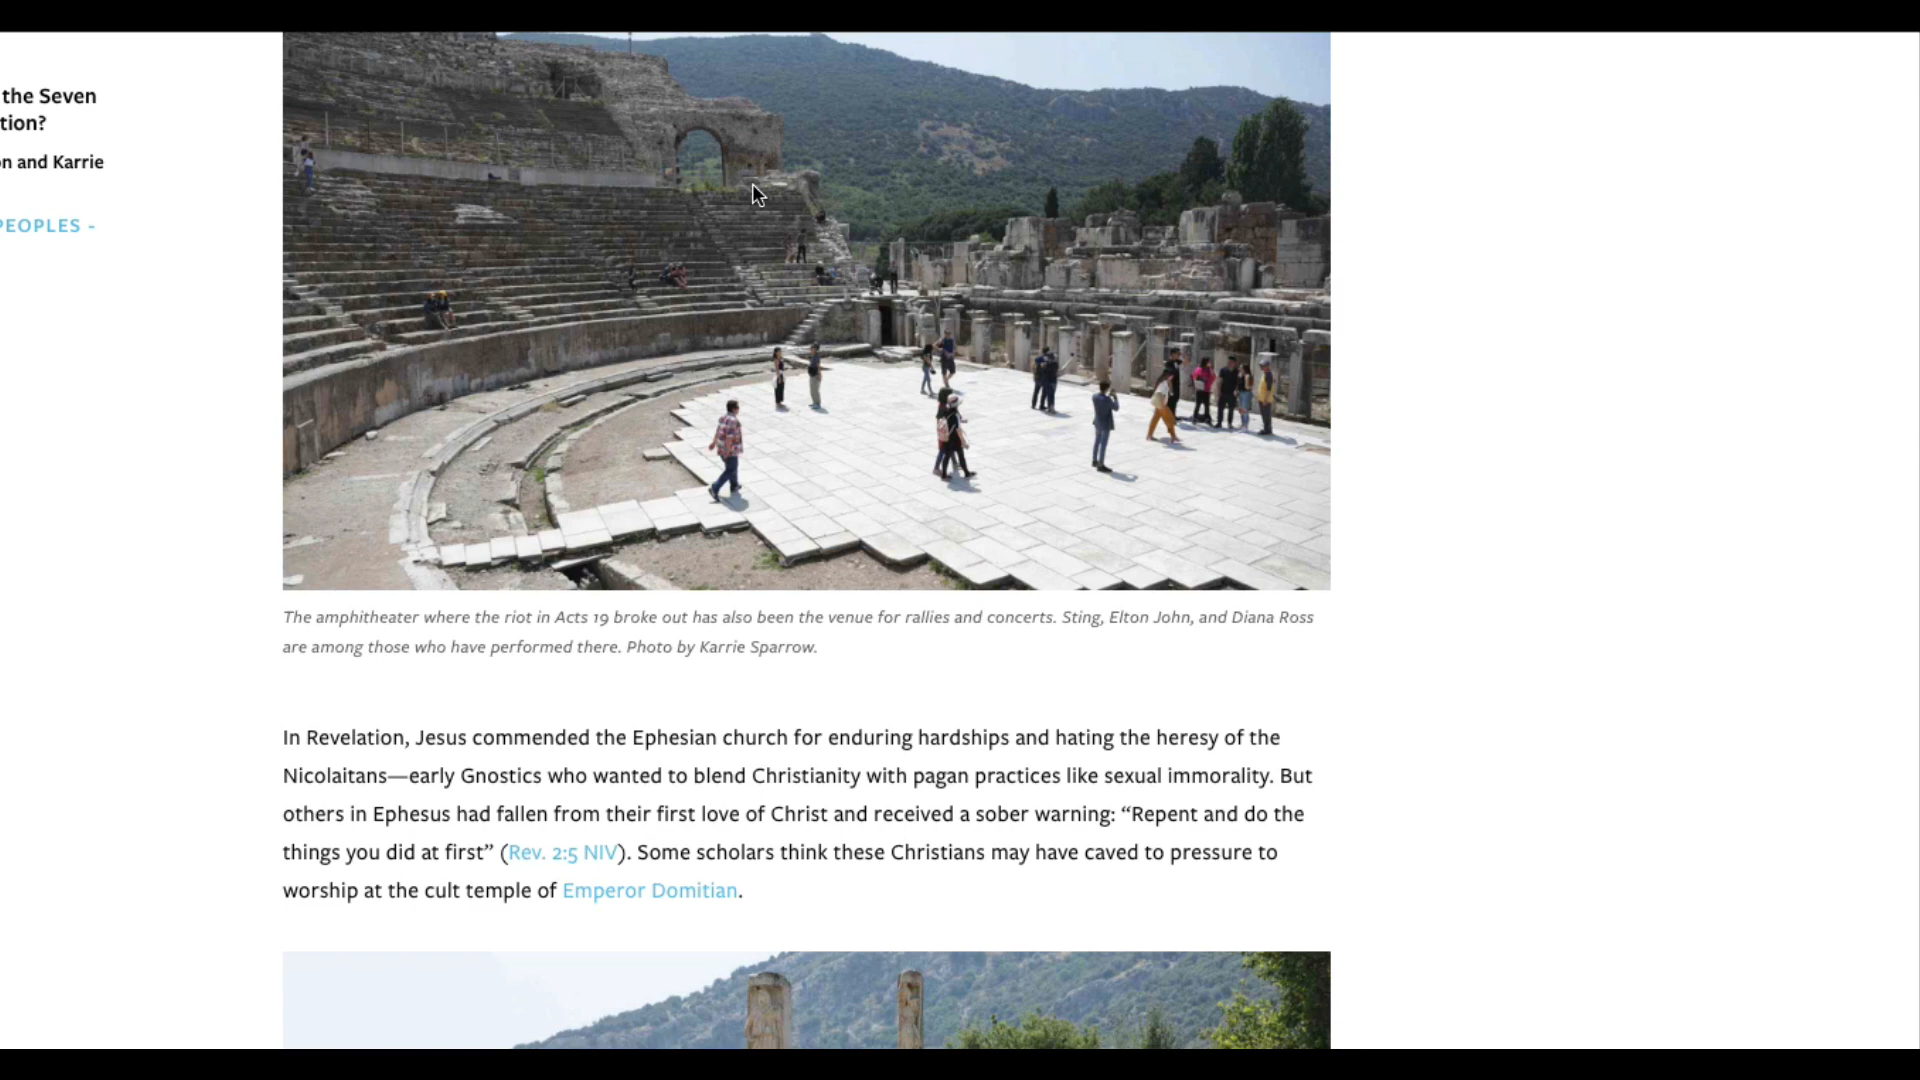 the Seven
tion?
n and Karrie
PEOPLES -
The amphitheater where the riot in Acts 19 broke out has also been the venue for rallies and concerts. Sting, Elton John, and Diana Ross
are among those who have performed there. Photo by Karrie Sparrow.
In Revelation, Jesus commended the Ephesian church for enduring hardships and hating the heresy of the
Nicolaitans—early Gnostics who wanted to blend Christianity with pagan practices like sexual immorality. But
others in Ephesus had fallen from their first love of Christ and received a sober warning: “Repent and do the
things you did at first” (Rev. 2:5 NIV). Some scholars think these Christians may have caved to pressure to
worship at the cult temple of Emperor Domitian.